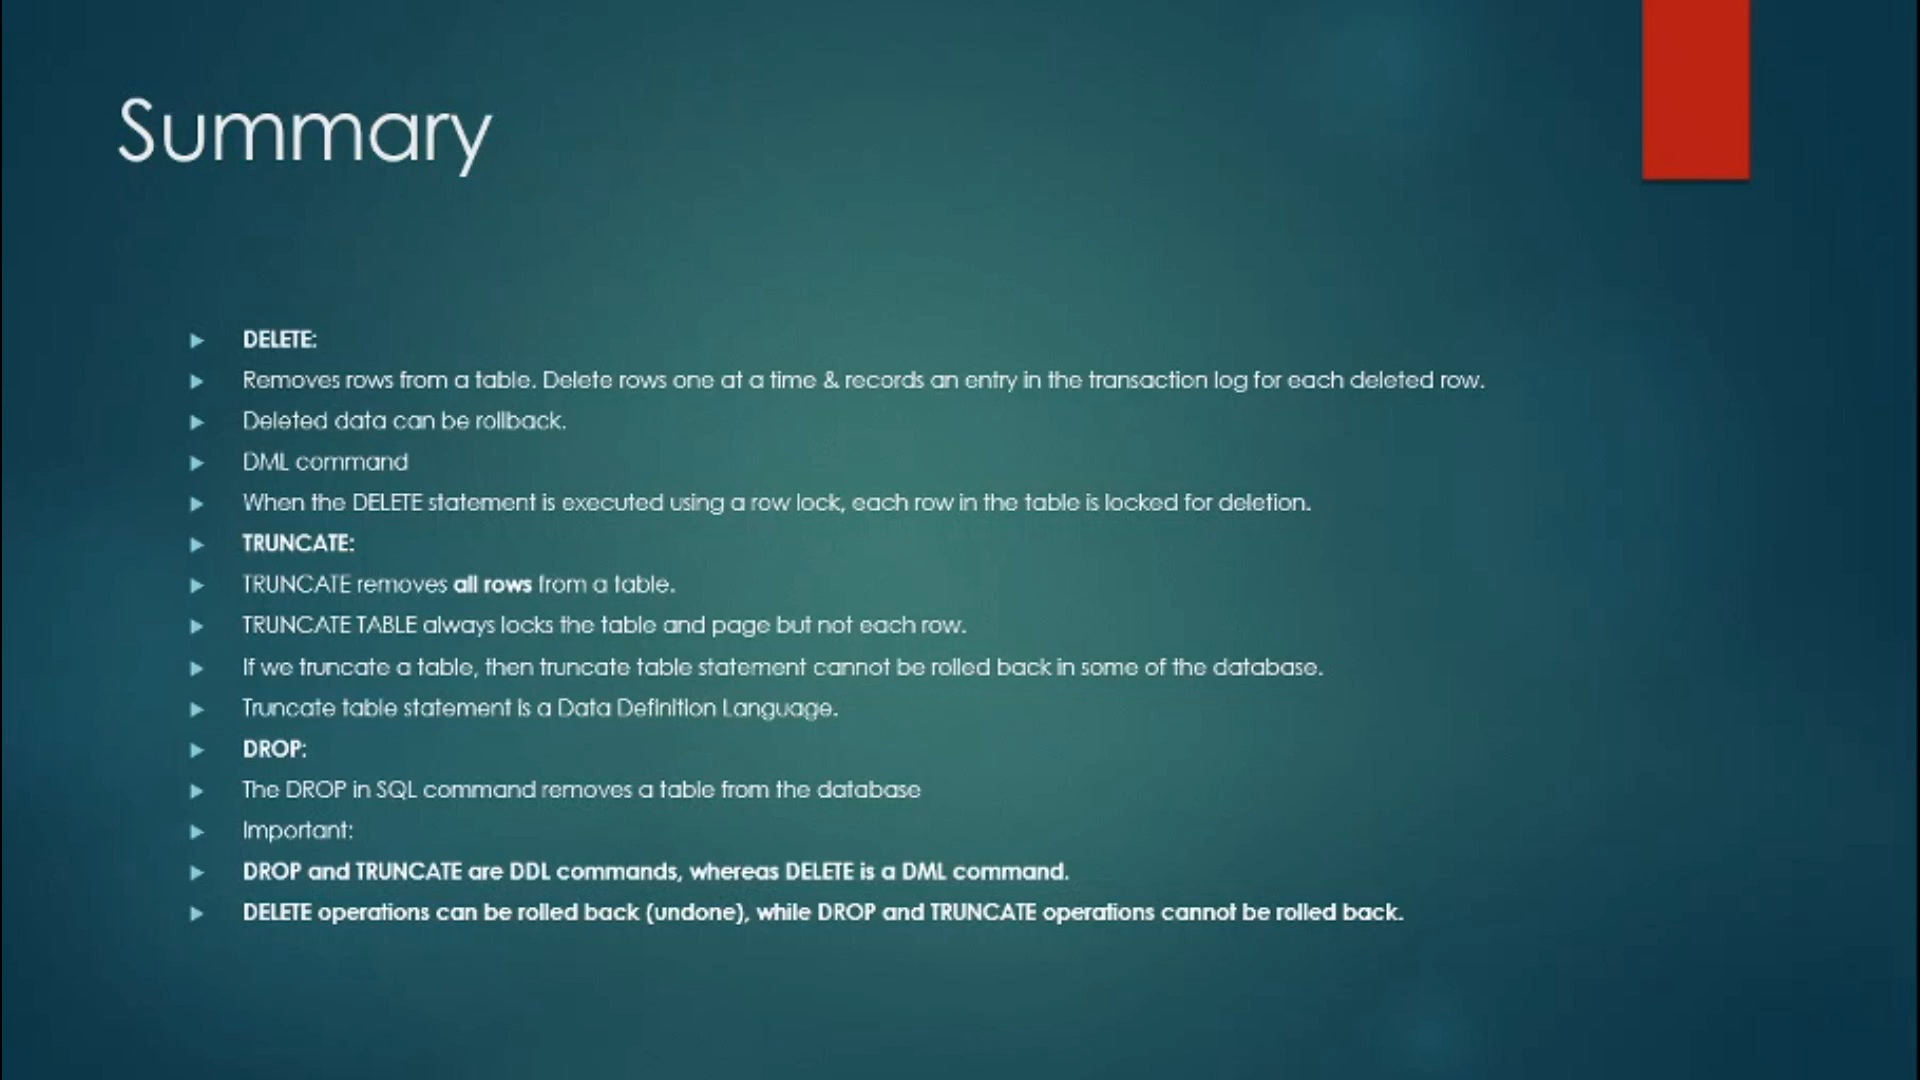 Summary
DELETE:
Removes rows from a table. Delete rows one at a time & records an entry in the transaction log for each deleted row.
Deleted data can be rollback.
DML command
When the DELETE statement is executed using a row lock, each row in the table is locked for deletion.
TRUNCATE:
TRUNCATE removes all rows from a table.
TRUNCATE TABLE always locks the table and page but not each row.
If we truncate a table, then truncate table statement cannot be rolled back in some of the database.
Truncate table statement is a Data Definition Language.
DROP:
The DROP in SQL command removes a table from the database
Important:
DROP and TRUNCATE are DDL commands, whereas DELETE is a DML command.
DELETE operations can be rolled back (undone), while DROP and TRUNCATE operations cannot be rolled back.